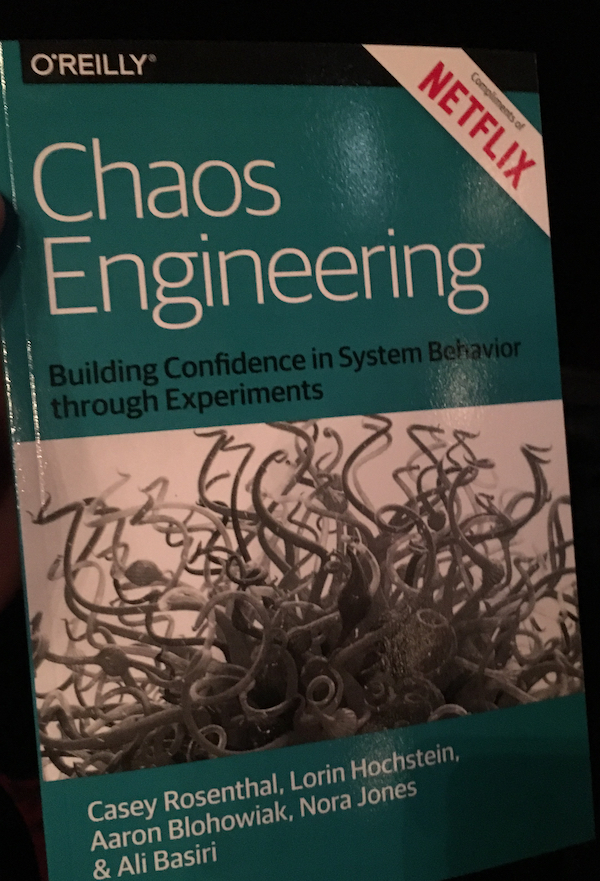 O'REILLY®
Compliments of
NETFLIX
Chaos
Engineering
Building Confidence in System Behavior
through Experiments
Casey Rosenthal, Lorin Hochstein,
Aaron Blohowiak, Nora Jones
& Ali Basiri